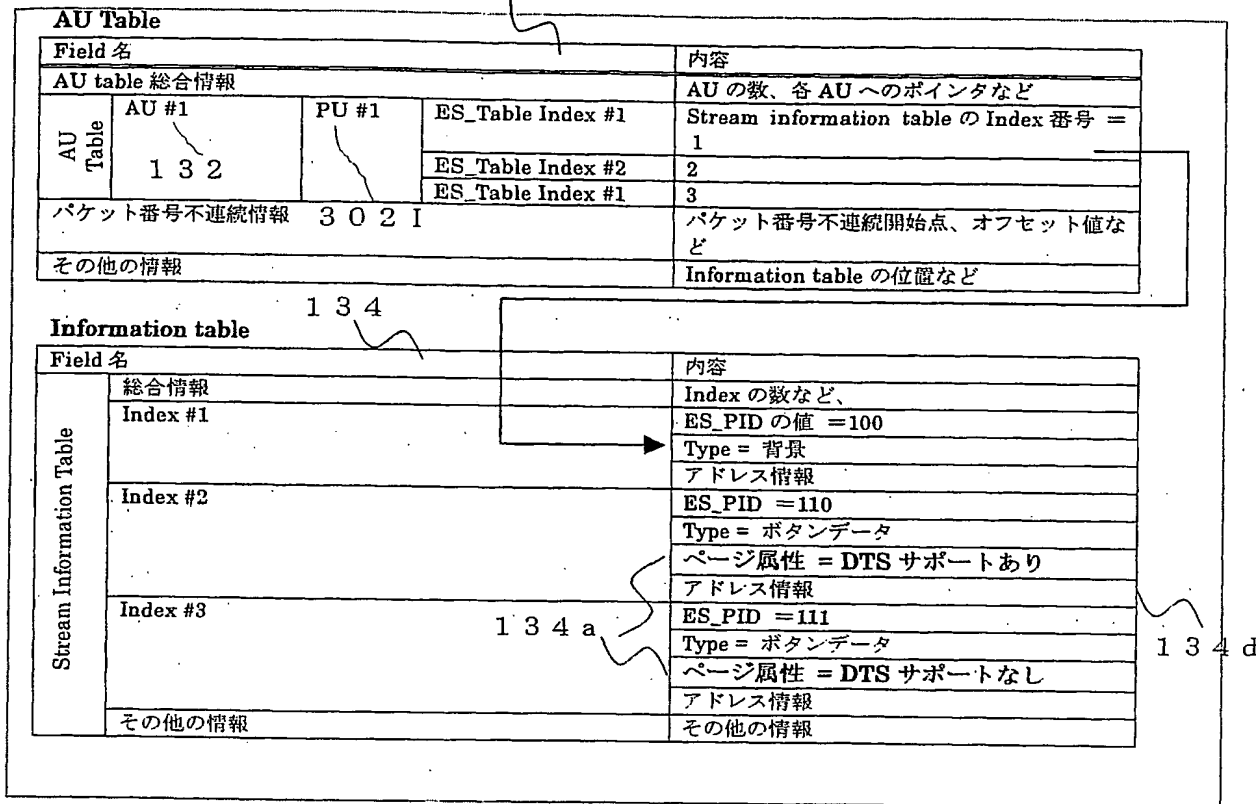 AU Table
Field 名 内容
AU table 総合情報 AU の数、各 AU へのポインタなど
AU Table AU #1 PU #1 ES_Table Index #1 Stream information table の Index 番号 =
1
132
ES_Table Index #2 2
ES_Table Index #1 3
パケット番号不連続情報 302I パケット番号不連続開始点、オフセット値な
ど
その他の情報 Information table の位置など
134
Information table
Field 名 内容
Stream Information Table
総合情報 Index の数など、
Index #1 ES_PID の値 =100
Type = 背景
アドレス情報
Index #2 ES_PID =110
Type = ボタンデータ
ページ属性 = DTS サポートあり
アドレス情報
Index #3 134a ES_PID =111
Type = ボタンデータ 134d
ページ属性 = DTS サポートなし
アドレス情報
その他の情報 その他の情報